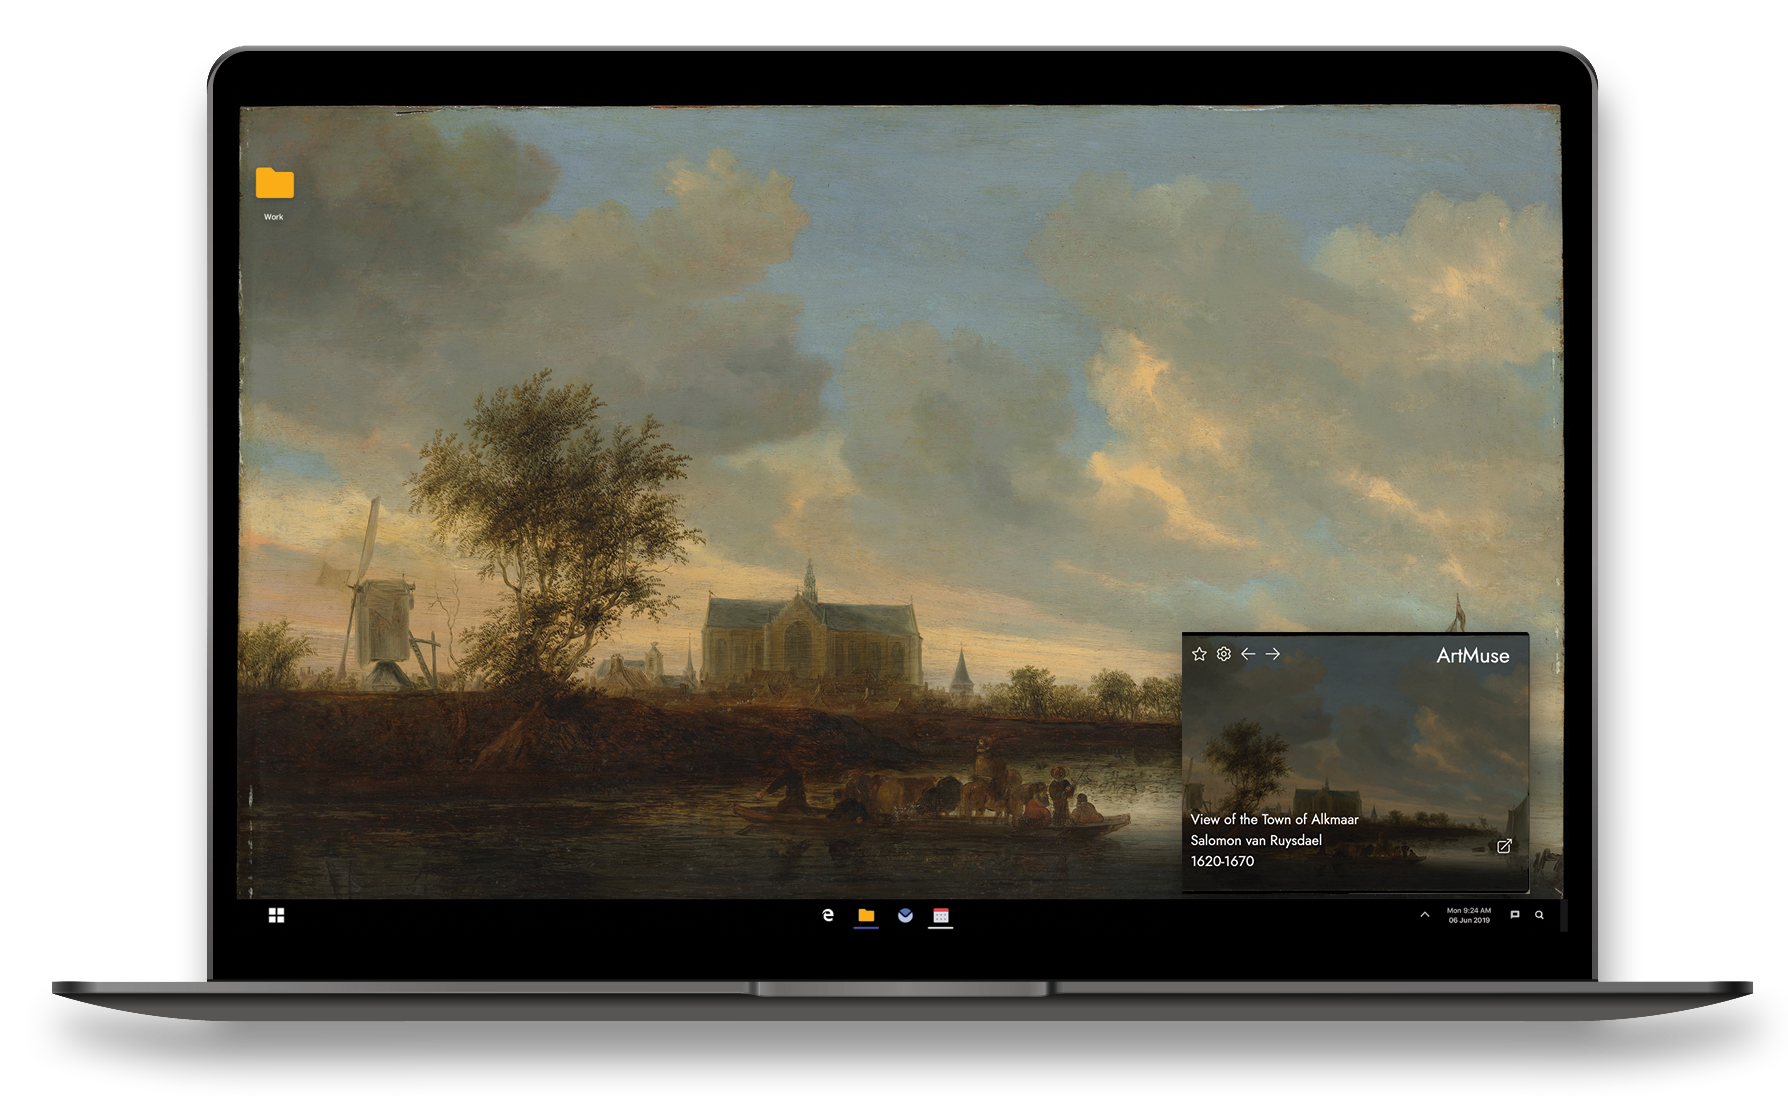 Work
ArtMuse
View of the Town of Alkmaar
Salomon van Ruysdael
1620-1670
Mon 9:24 AM
06 Jun 2019